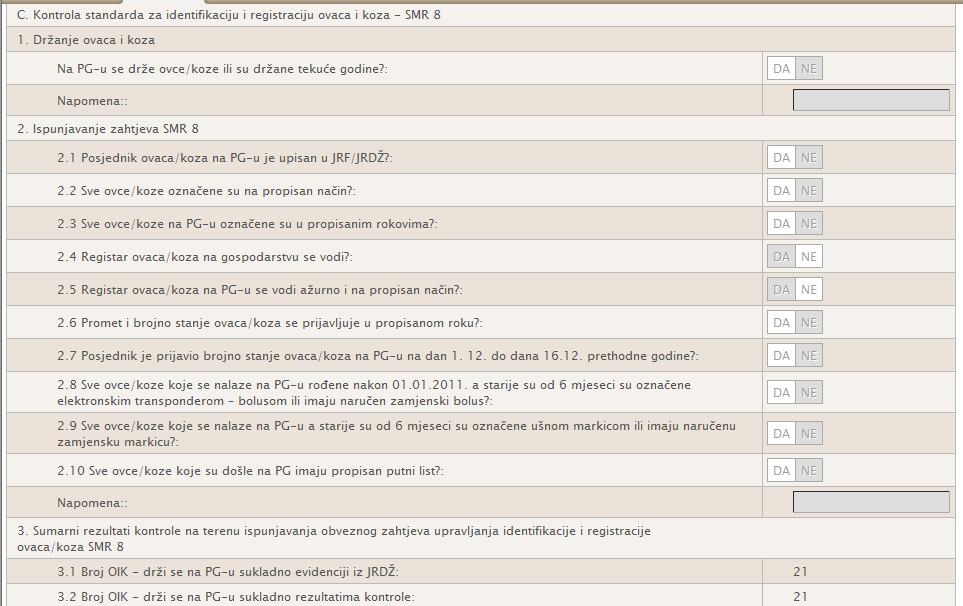 C. Kontrola standarda za identifikaciju i registraciju ovaca i koza – SMR 8
1. Držanje ovaca i koza
Na PG-u se drže ovce/koze ili su držane tekuće godine?: DA NE
Napomena::
2. Ispunjavanje zahtjeva SMR 8
2.1 Posjednik ovaca/koza na PG-u je upisan u JRF/JRDŽ?: DA NE
2.2 Sve ovce/koze označene su na propisan način?: DA NE
2.3 Sve ovce/koze na PG-u označene su u propisanim rokovima?: DA NE
2.4 Registar ovaca/koza na gospodarstvu se vodi?: DA NE
2.5 Registar ovaca/koza na PG-u se vodi ažurno i na propisan način?: DA NE
2.6 Promet i brojno stanje ovaca/koza se prijavljuje u propisanom roku?: DA NE
2.7 Posjednik je prijavio brojno stanje ovaca/koza na PG-u na dan 1. 12. do dana 16.12. prethodne godine?: DA NE
2.8 Sve ovce/koze koje se nalaze na PG-u rođene nakon 01.01.2011. a starije su od 6 mjeseci su označene
elektronskim transponderom – bolusom ili imaju naručen zamjenski bolus?: DA NE
2.9 Sve ovce/koze koje se nalaze na PG-u a starije su od 6 mjeseci su označene ušnom markicom ili imaju naručenu
zamjensku markicu?: DA NE
2.10 Sve ovce/koze koje su došle na PG imaju propisan putni list?: DA NE
Napomena::
3. Sumarni rezultati kontrole na terenu ispunjavanja obveznog zahtjeva upravljanja identifikacije i registracije
ovaca/koza SMR 8
3.1 Broj OIK – drži se na PG-u sukladno evidenciji iz JRDŽ: 21
3.2 Broj OIK – drži se na PG-u sukladno rezultatima kontrole: 21